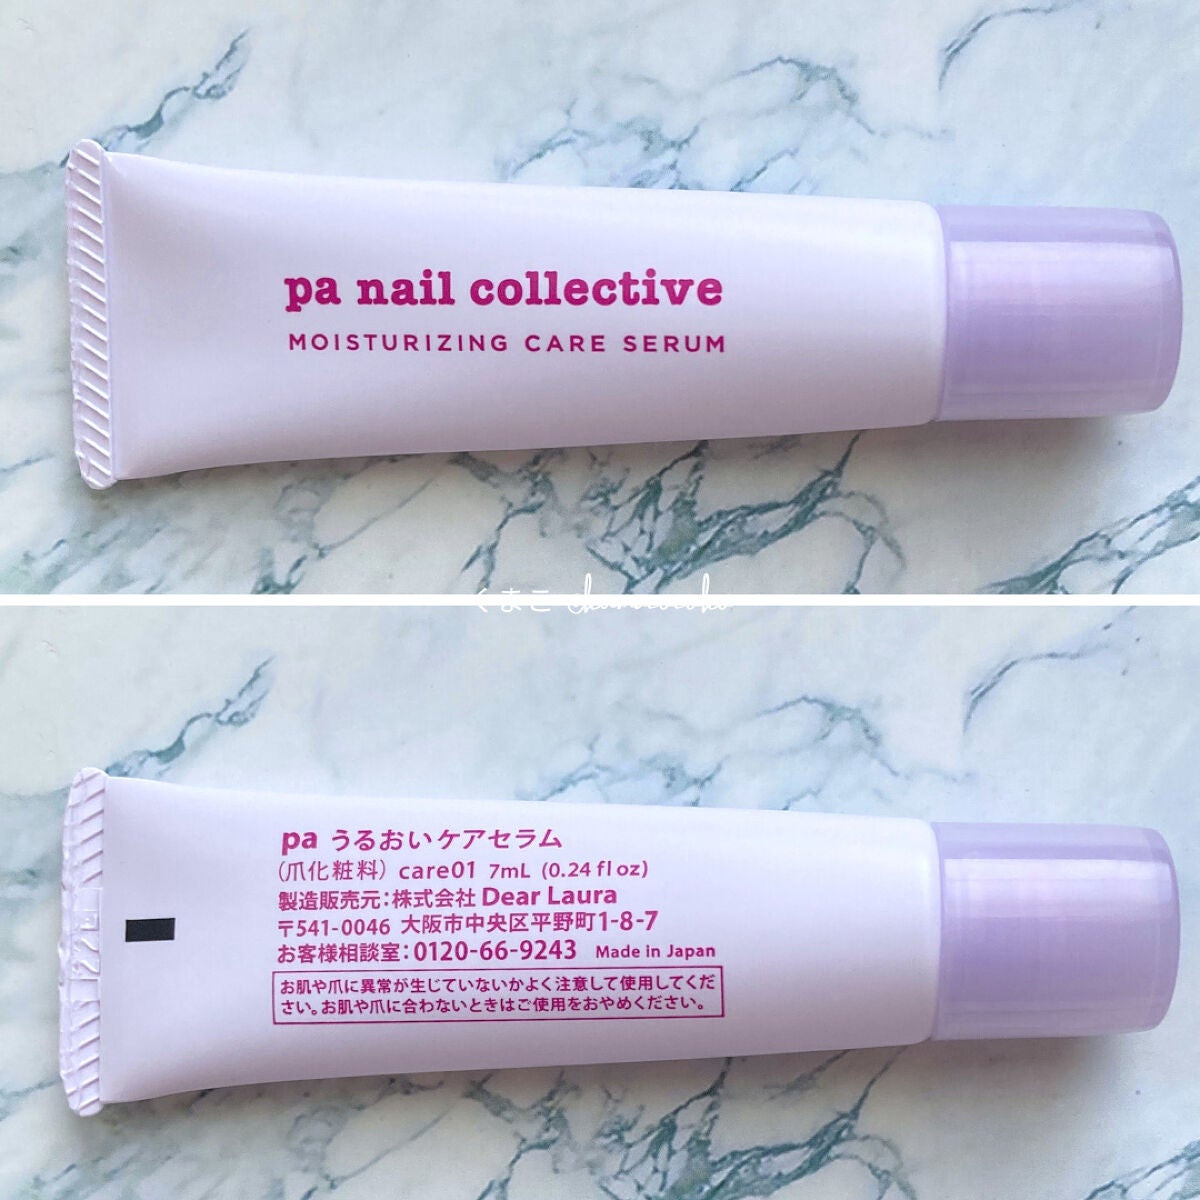 pa nail collective
MOISTURIZING CARE SERUM
くまこ
pa うるおいケアセラム
(爪化粧料) care01 7mL (0.24 fl oz)
製造販売元:株式会社 Dear Laura
〒541-0046 大阪市中央区平野町1-8-7
お客様相談室:0120-66-9243 Made in Japan
お肌や爪に異常が生じていないかよく注意して使用してくだ
さい。お肌や爪に合わないときはご使用をおやめください。